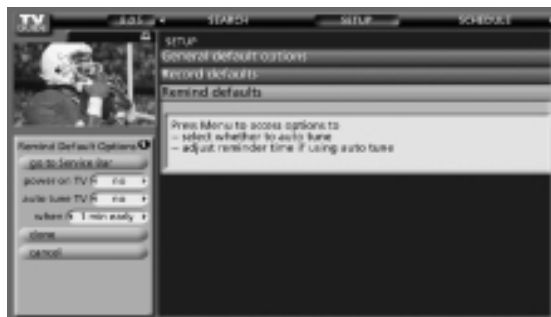 TV GUIDE
8:05
SEARCH
SETUP
SCHEDULE
SETUP
General default options
Record defaults
Remind defaults
Press Menu to access options to
– select whether to auto tune
– adjust reminder time if using auto tune
Remind Default Options
go to Service Bar
power on TV no
auto tune TV no
when 1 min early
done
cancel